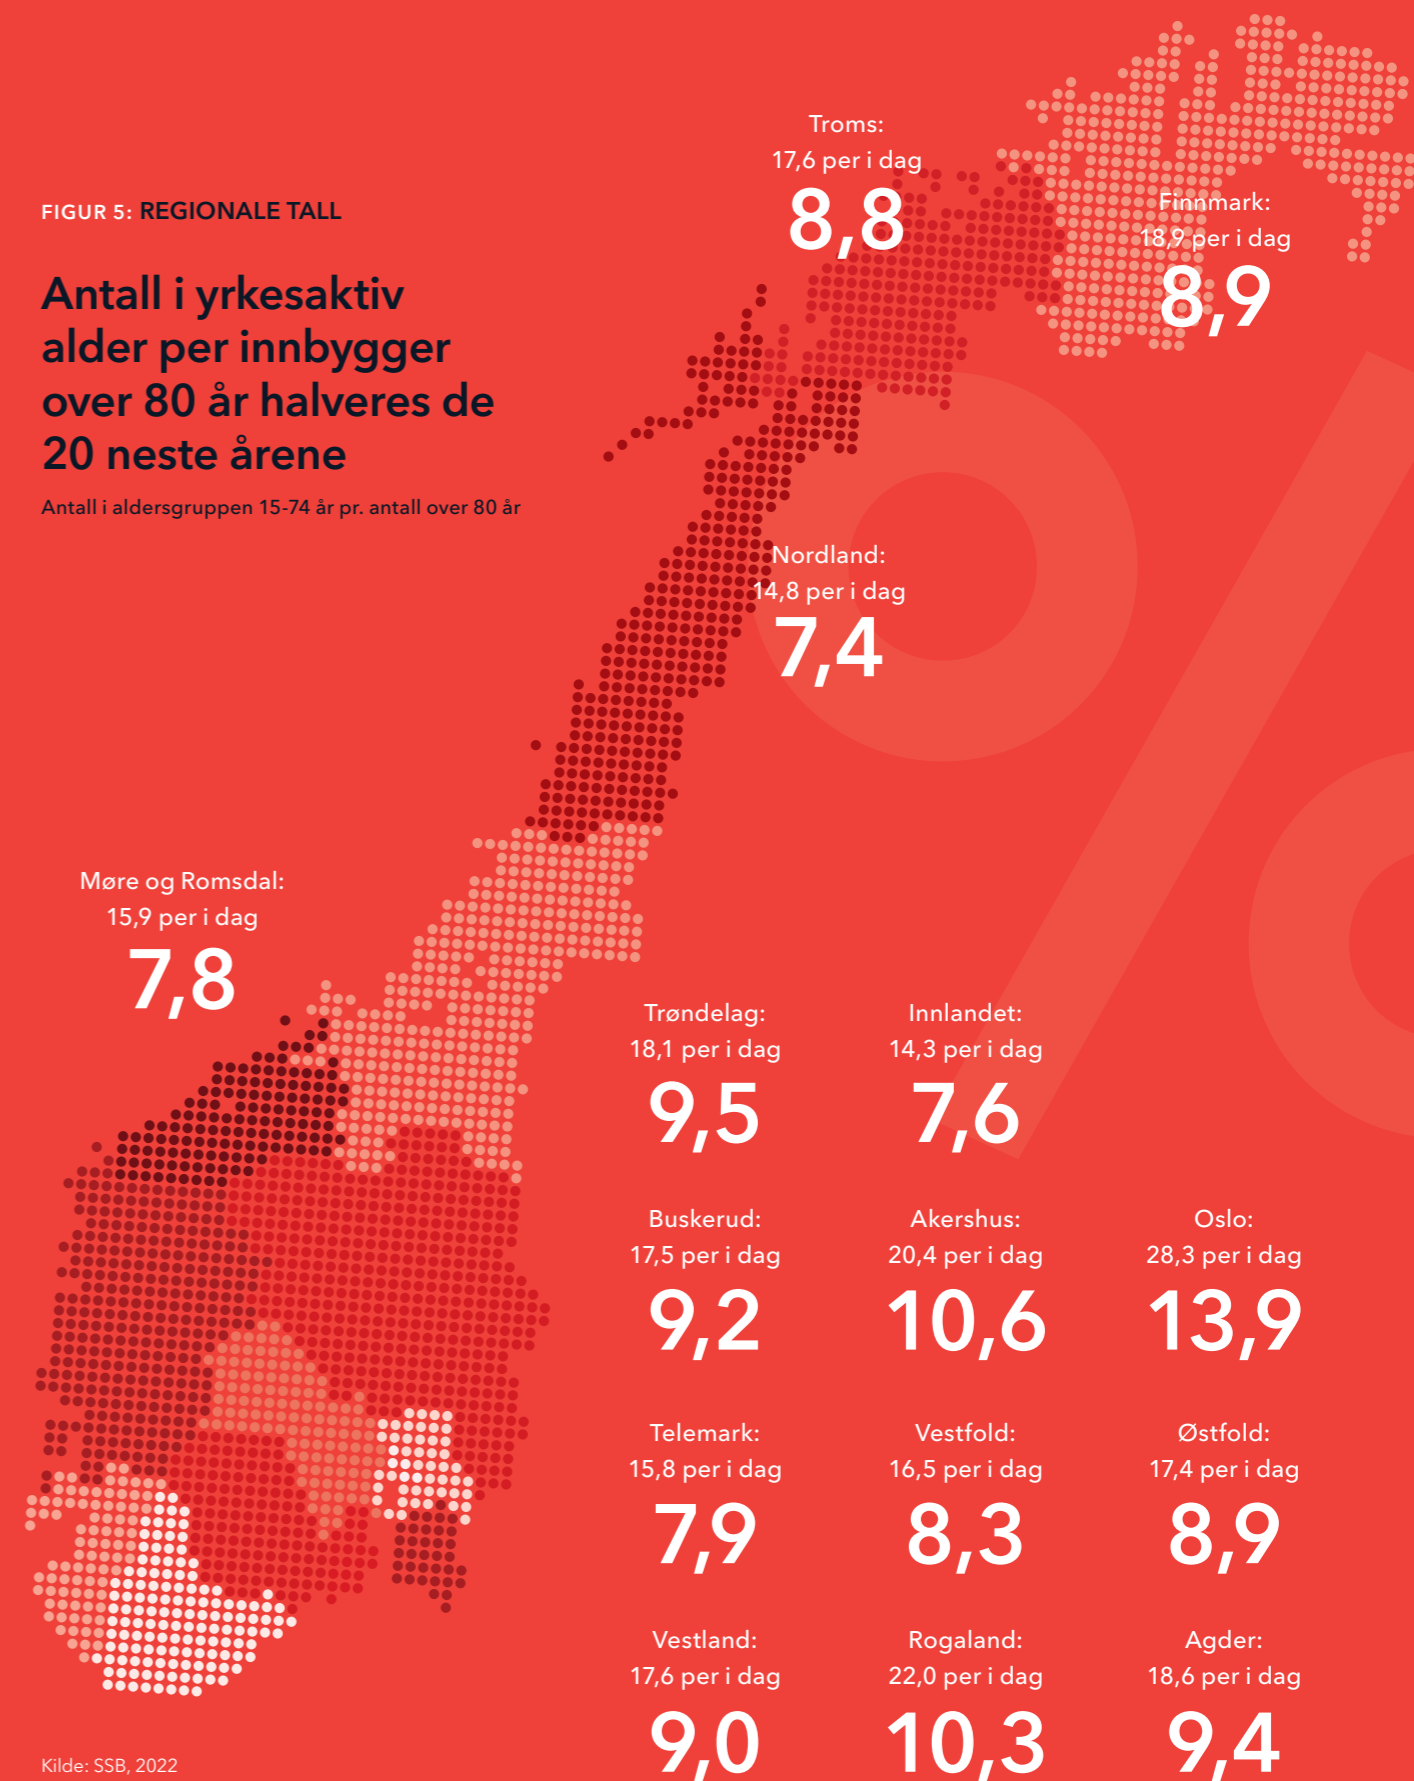 FIGUR 5: REGIONALE TALL
Antall i yrkesaktiv
alder per innbygger
over 80 år halveres de
20 neste årene
Antall i aldersgruppen 15-74 år pr. antall over 80 år
Troms:
17,6 per i dag
8,8
Finnmark:
18,9 per i dag
8,9
Nordland:
14,8 per i dag
7,4
Møre og Romsdal:
15,9 per i dag
7,8
Trøndelag:
18,1 per i dag
9,5
Innlandet:
14,3 per i dag
7,6
Buskerud:
17,5 per i dag
9,2
Akershus:
20,4 per i dag
10,6
Oslo:
28,3 per i dag
13,9
Telemark:
15,8 per i dag
7,9
Vestfold:
16,5 per i dag
8,3
Østfold:
17,4 per i dag
8,9
Vestland:
17,6 per i dag
9,0
Rogaland:
22,0 per i dag
10,3
Agder:
18,6 per i dag
9,4
Kilde: SSB, 2022
%